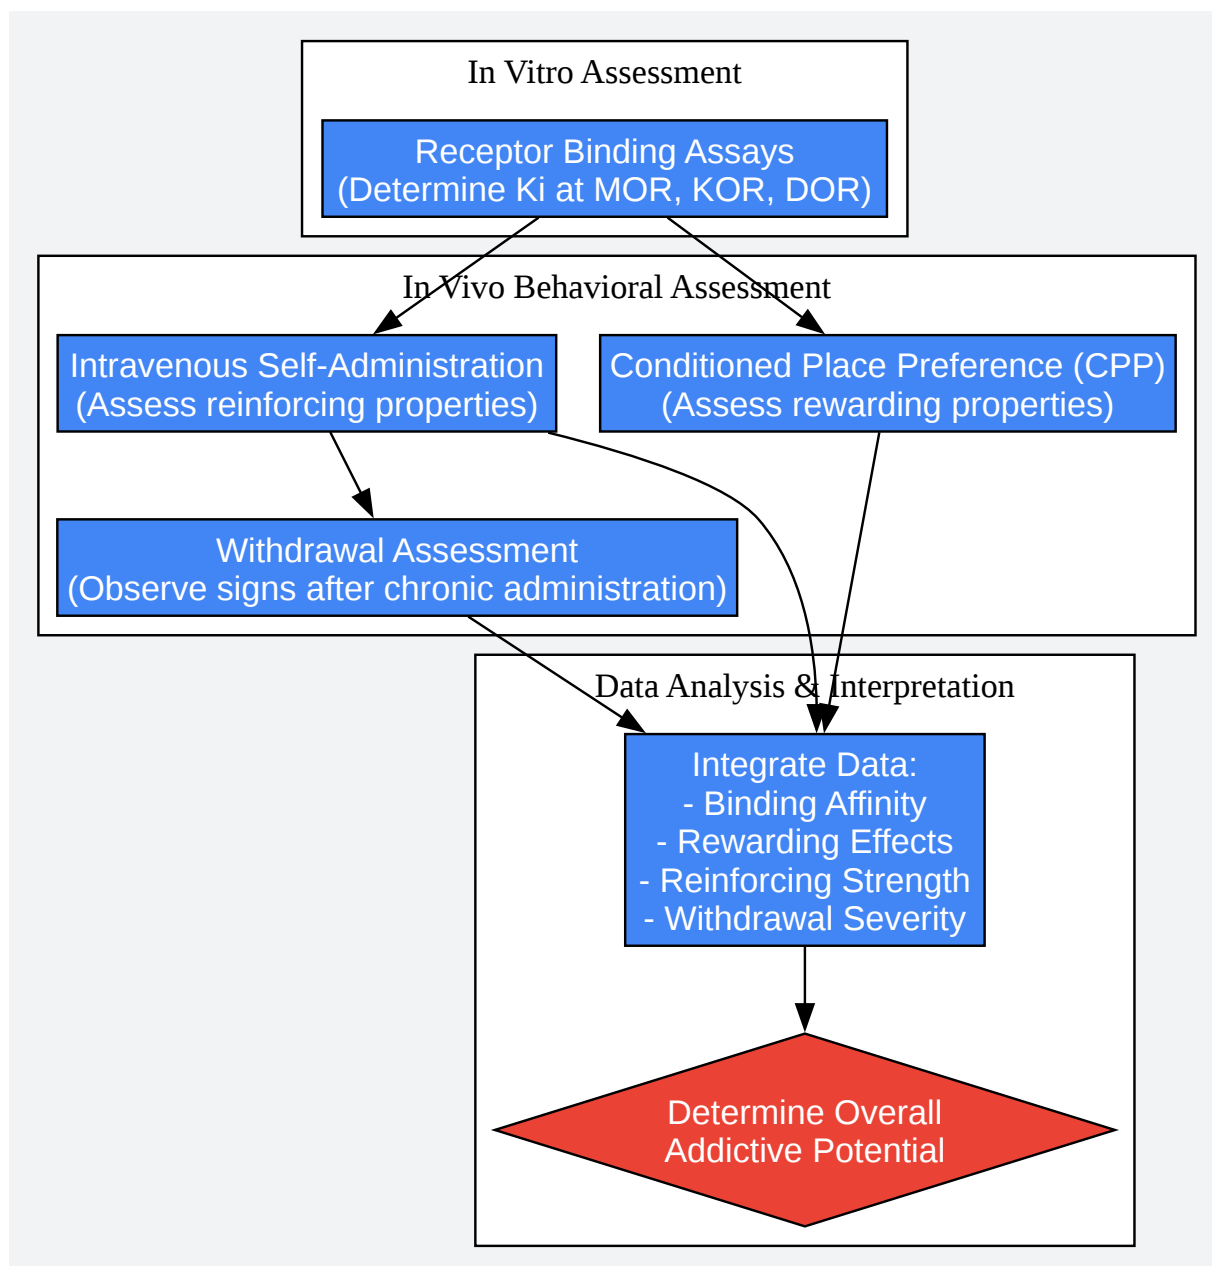 In Vitro Assessment
Receptor Binding Assays
(Determine Ki at MOR, KOR, DOR)
In Vivo Behavioral Assessment
Intravenous Self-Administration
(Assess reinforcing properties)
Conditioned Place Preference (CPP)
(Assess rewarding properties)
Withdrawal Assessment
(Observe signs after chronic administration)
Data Analysis & Interpretation
Integrate Data:
- Binding Affinity
- Rewarding Effects
- Reinforcing Strength
- Withdrawal Severity
Determine Overall
Addictive Potential